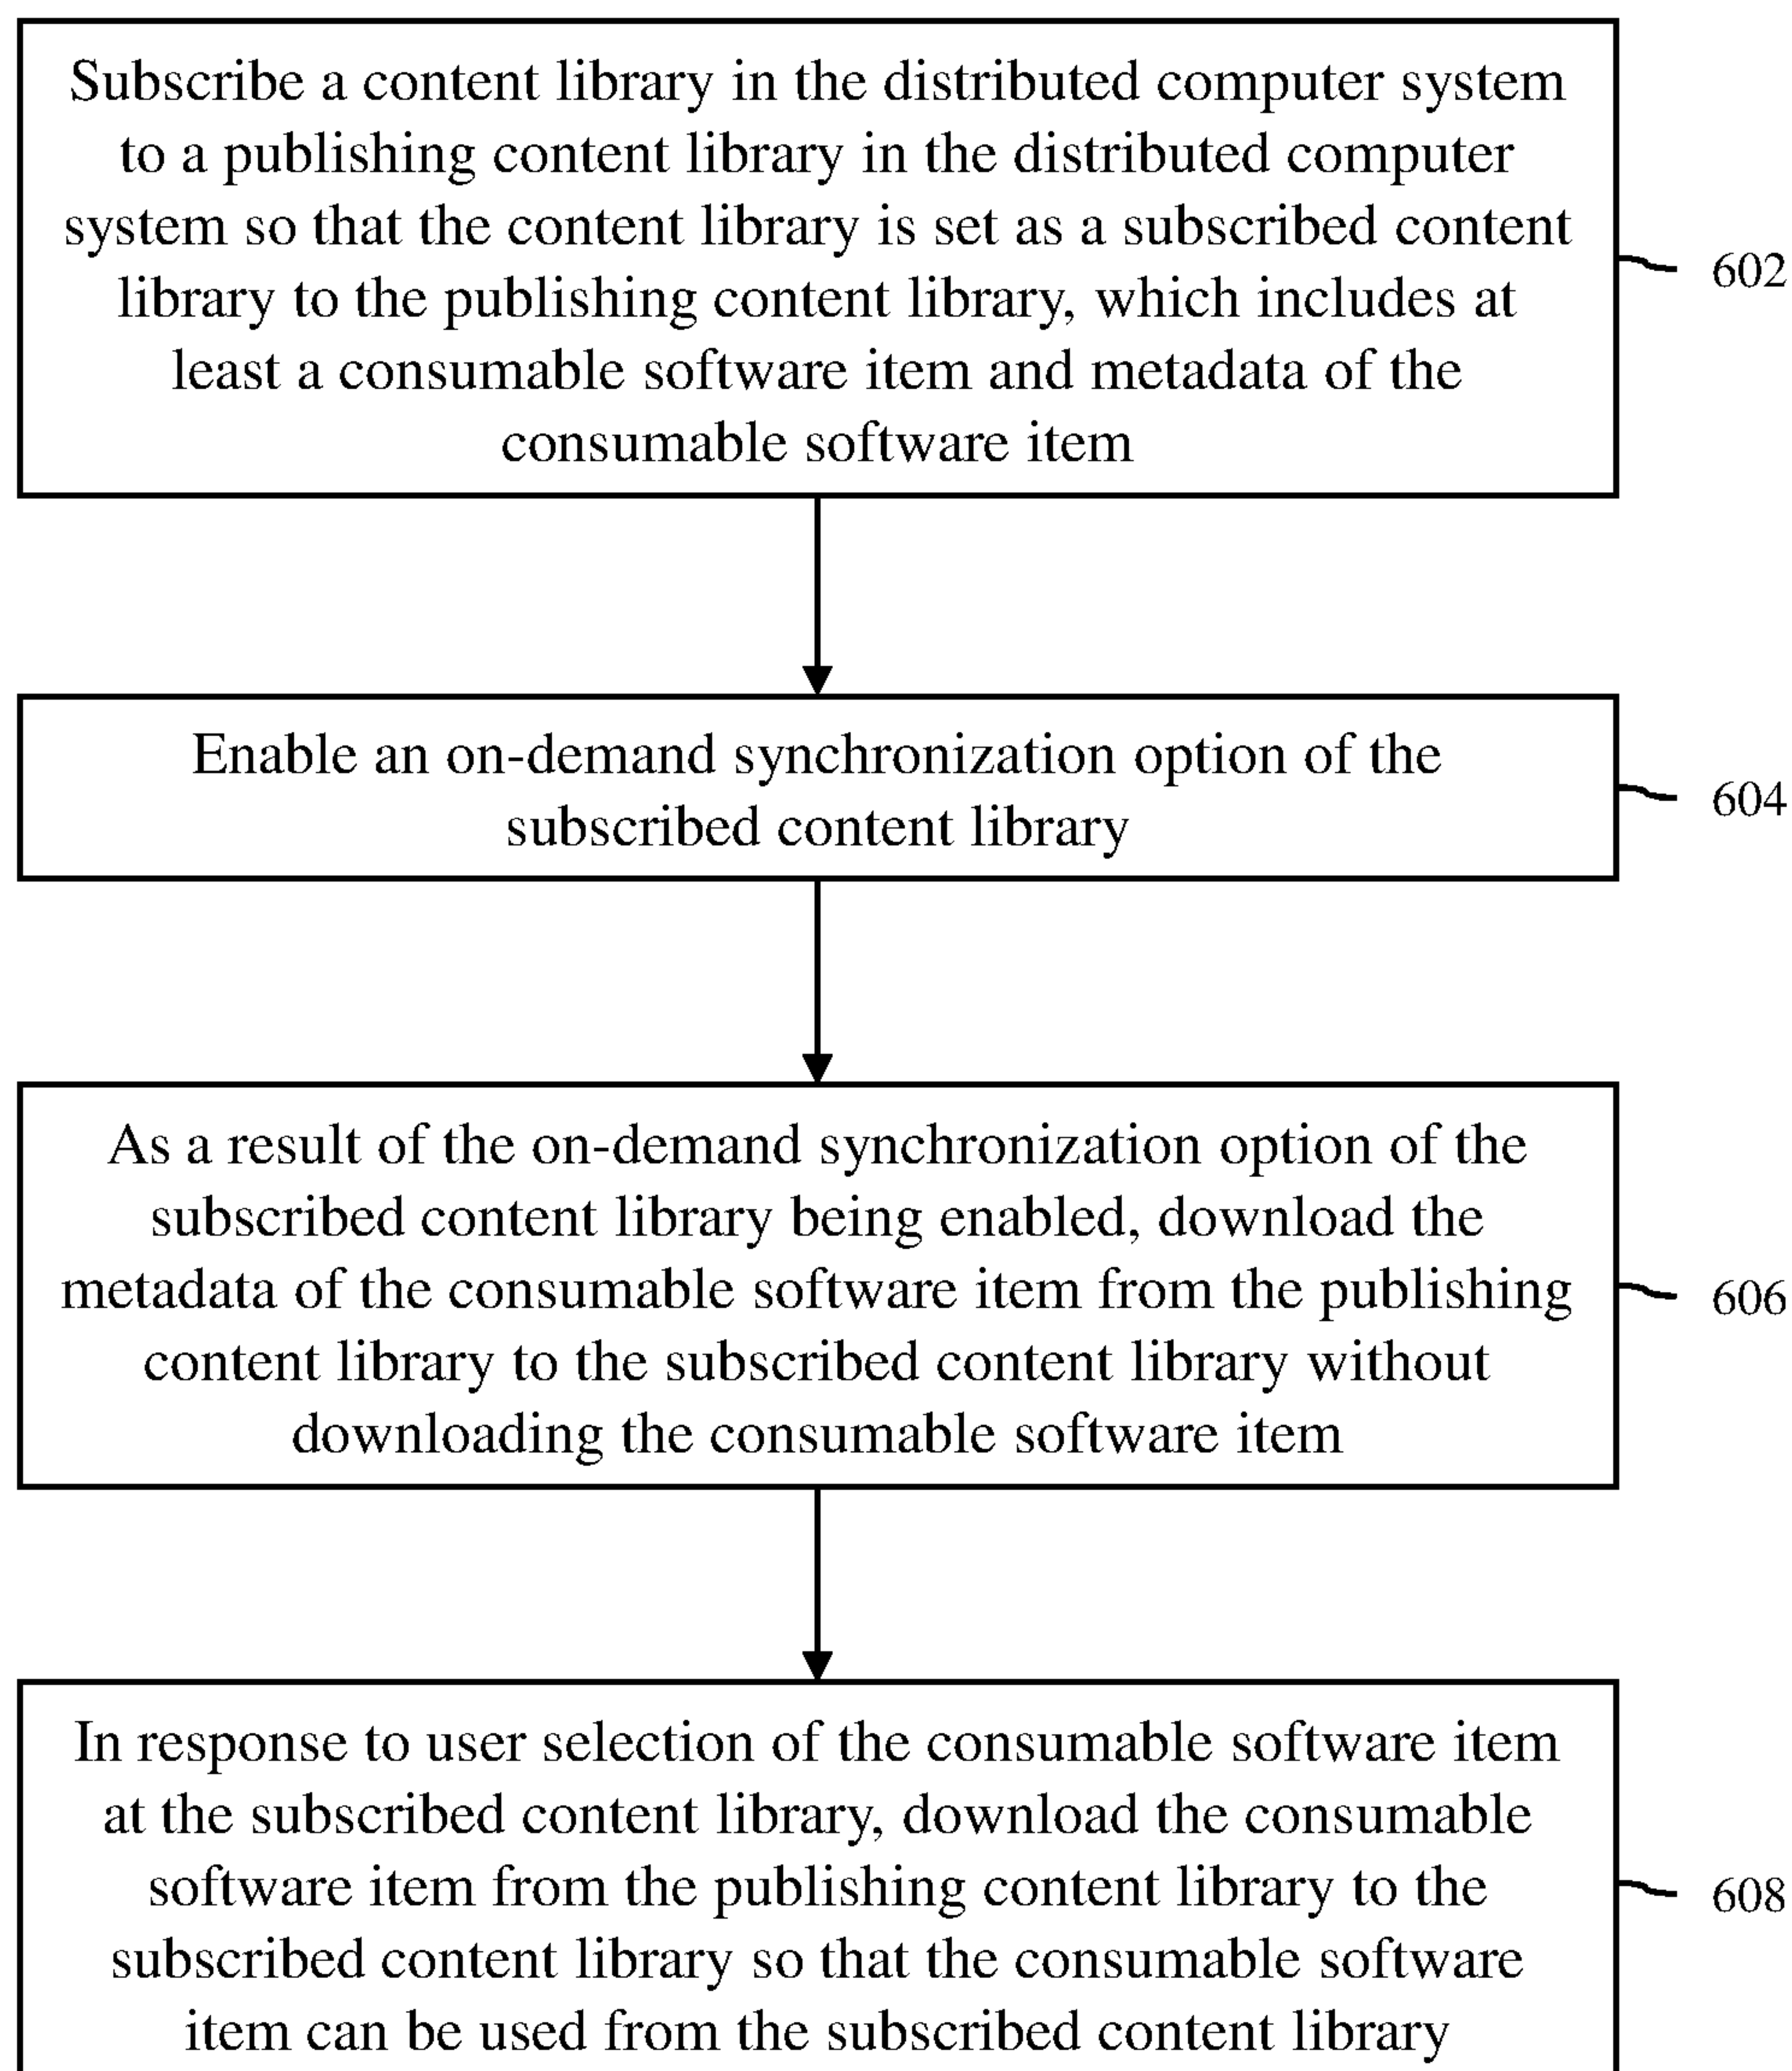 Subscribe a content library in the distributed computer system
to a publishing content library in the distributed computer
system so that the content library is set as a subscribed content
library to the publishing content library, which includes at
least a consumable software item and metadata of the
consumable software item
602
Enable an on-demand synchronization option of the
subscribed content library
604
As a result of the on-demand synchronization option of the
subscribed content library being enabled, download the
metadata of the consumable software item from the publishing
content library to the subscribed content library without
downloading the consumable software item
606
In response to user selection of the consumable software item
at the subscribed content library, download the consumable
software item from the publishing content library to the
subscribed content library so that the consumable software
item can be used from the subscribed content library
608